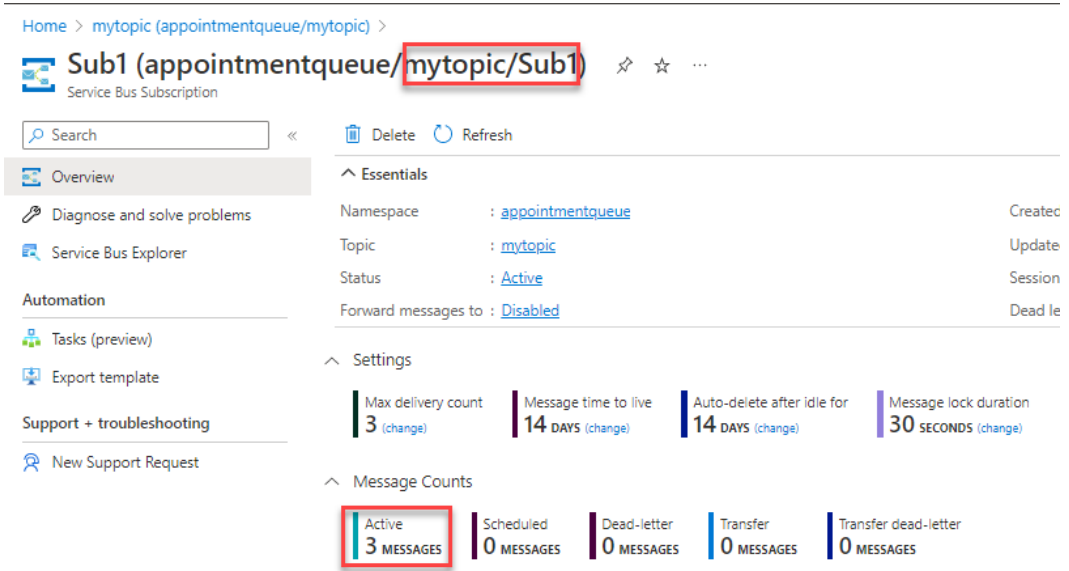 Home > mytopic (appointmentqueue/mytopic) >
Sub1 (appointmentqueue/mytopic/Sub1)
Service Bus Subscription
Search
Delete Refresh
Overview
Diagnose and solve problems
Service Bus Explorer
Automation
Tasks (preview)
Export template
Support + troubleshooting
New Support Request
Essentials
Namespace : appointmentqueue Created
Topic : mytopic Update
Status : Active Session
Forward messages to : Disabled Dead le
Settings
Max delivery count Message time to live Auto-delete after idle for Message lock duration
3 (change) 14 DAYS (change) 14 DAYS (change) 30 SECONDS (change)
Message Counts
Active Scheduled Dead-letter Transfer Transfer dead-letter
3 MESSAGES 0 MESSAGES 0 MESSAGES 0 MESSAGES 0 MESSAGES